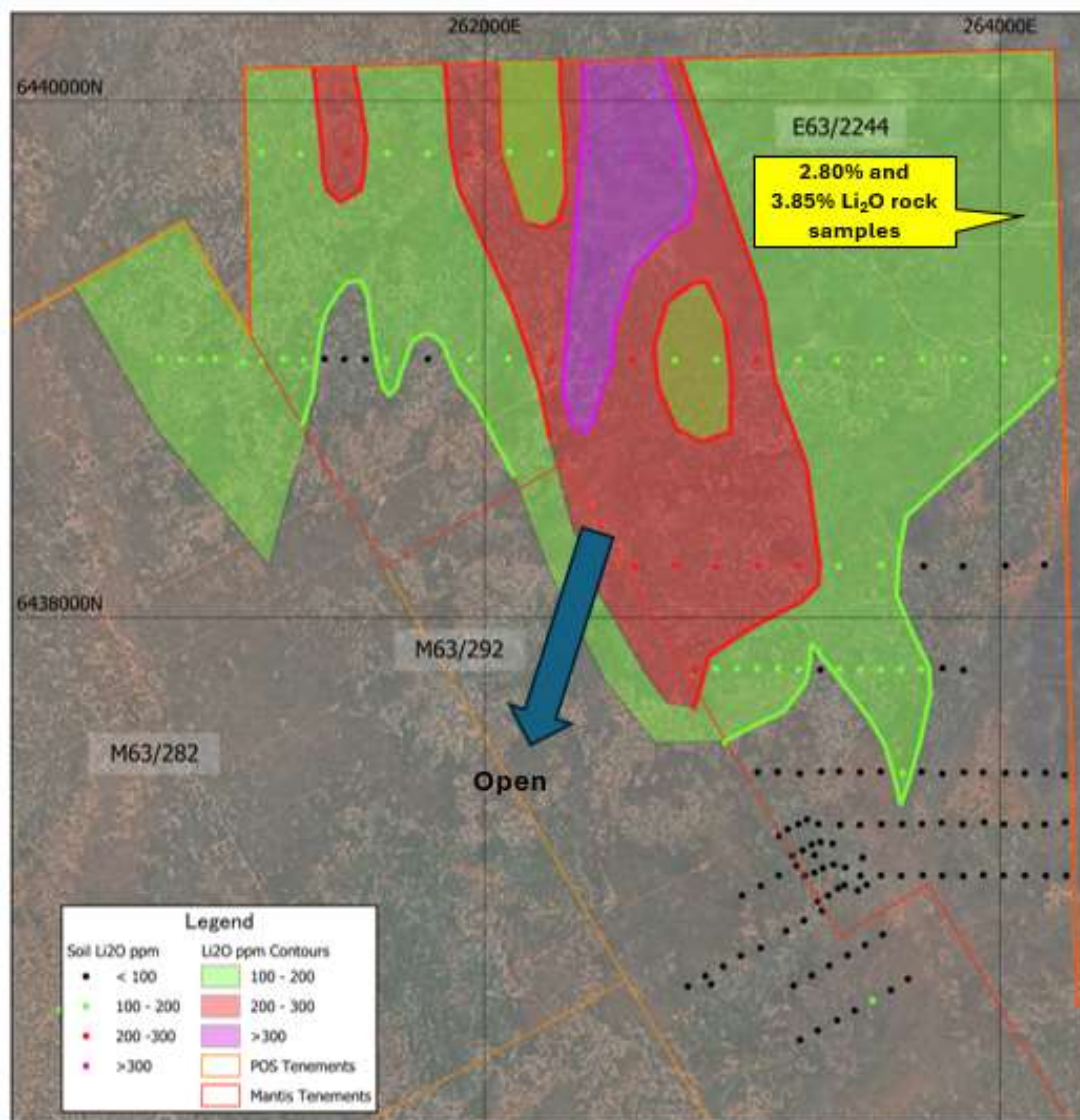 262000E
264000E
6440000N
E63/2244
2.80% and
3.85% Li₂O rock
samples
6438000N
M63/292
M63/282
Open
Legend
Soil Li2O ppm
< 100
100 - 200
200 -300
>300
Li2O ppm Contours
100 - 200
200 - 300
>300
POS Tenements
Mantis Tenements